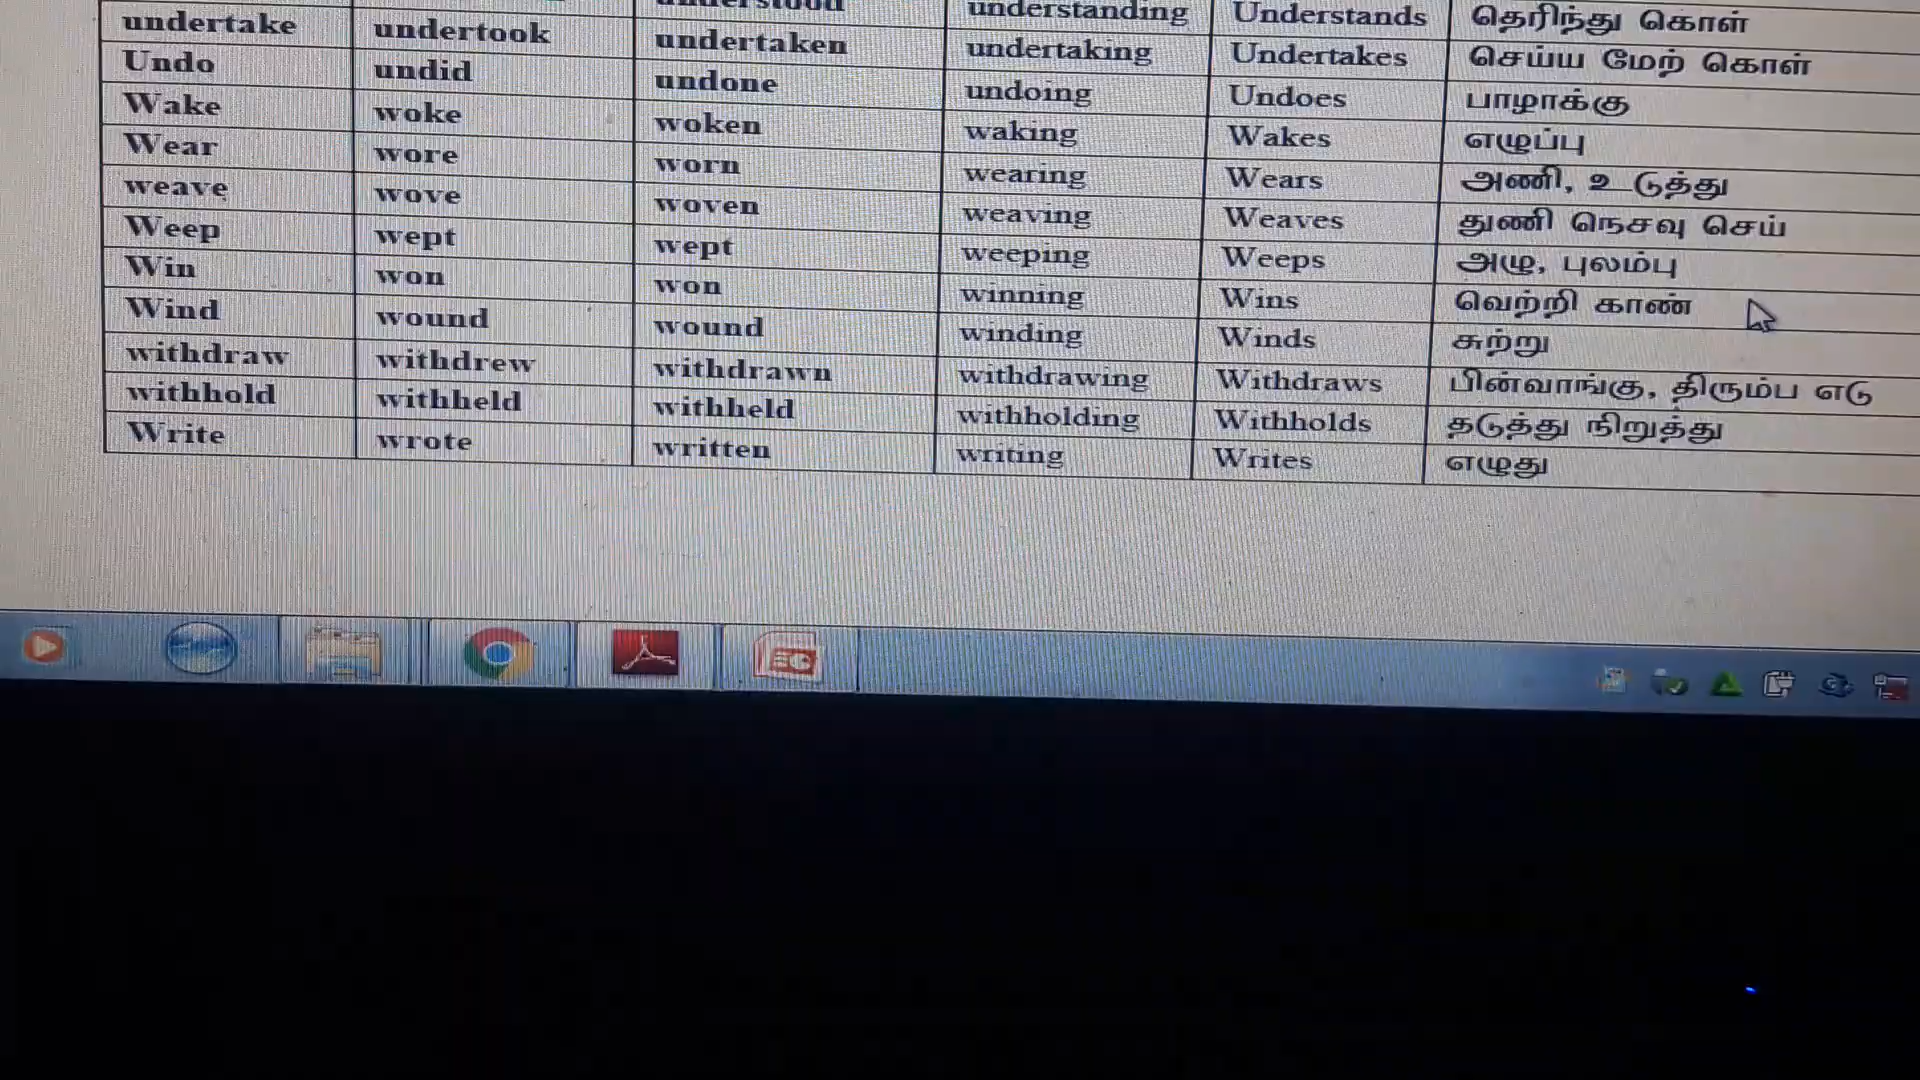 understood understanding Understands தெரிந்து கொள்
undertake undertook undertaken undertaking Undertakes செய்ய மேற் கொள்
Undo undid undone undoing Undoes பாழாக்கு
Wake woke woken waking Wakes எழுப்பு
Wear wore worn wearing Wears அணி, உடுத்து
weave wove woven weaving Weaves துணி நெசவு செய்
Weep wept wept weeping Weeps அழு, புலம்பு
Win won won winning Wins வெற்றி காண்
Wind wound wound winding Winds சுற்று
withdraw withdrew withdrawn withdrawing Withdraws பின்வாங்கு, திரும்ப எடு
withhold withheld withheld withholding Withholds தடுத்து நிறுத்து
Write wrote written writing Writes எழுது